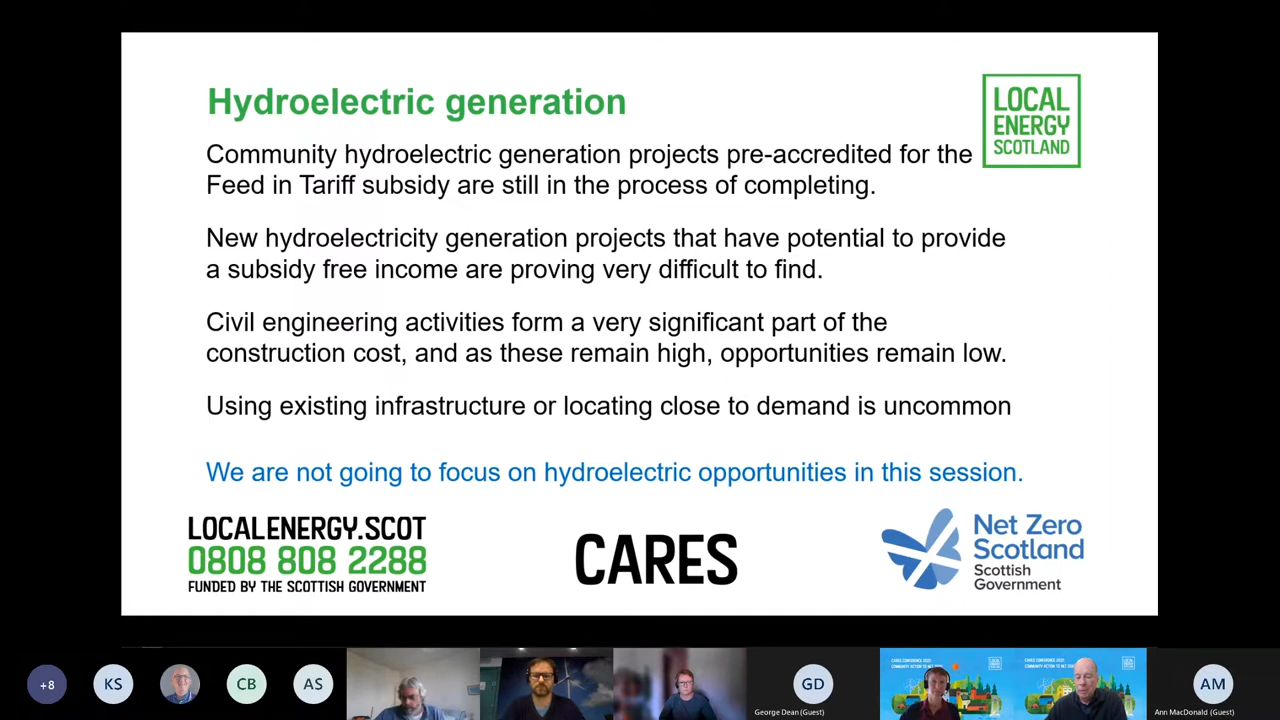 Hydroelectric generation
LOCAL
ENERGY
SCOTLAND
Community hydroelectric generation projects pre-accredited for the
Feed in Tariff subsidy are still in the process of completing.
New hydroelectricity generation projects that have potential to provide
a subsidy free income are proving very difficult to find.
Civil engineering activities form a very significant part of the
construction cost, and as these remain high, opportunities remain low.
Using existing infrastructure or locating close to demand is uncommon
We are not going to focus on hydroelectric opportunities in this session.
LOCALENERGY.SCOT
0808 808 2288
FUNDED BY THE SCOTTISH GOVERNMENT
CARES
Net Zero
Scotland
Scottish
Government
+8
KS
CB
AS
GD
George Dean (Guest)
AM
Ann MacDonald (Guest)